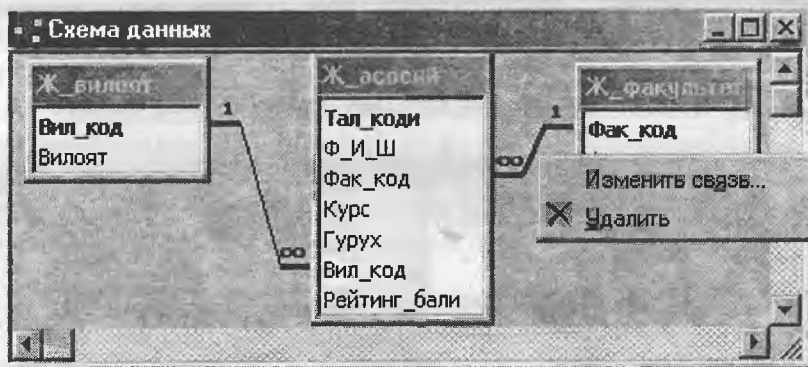 Схема данных
Ж_вилоят
Вил_код
Вилоят
1
∞
Ж_асосий
Тал_коди
Ф_И_Ш
Фак_код
Курс
Гурух
Вил_код
Рейтинг_бали
∞
1
Ж_факультет
Фак_код
Изменить связь...
Удалить